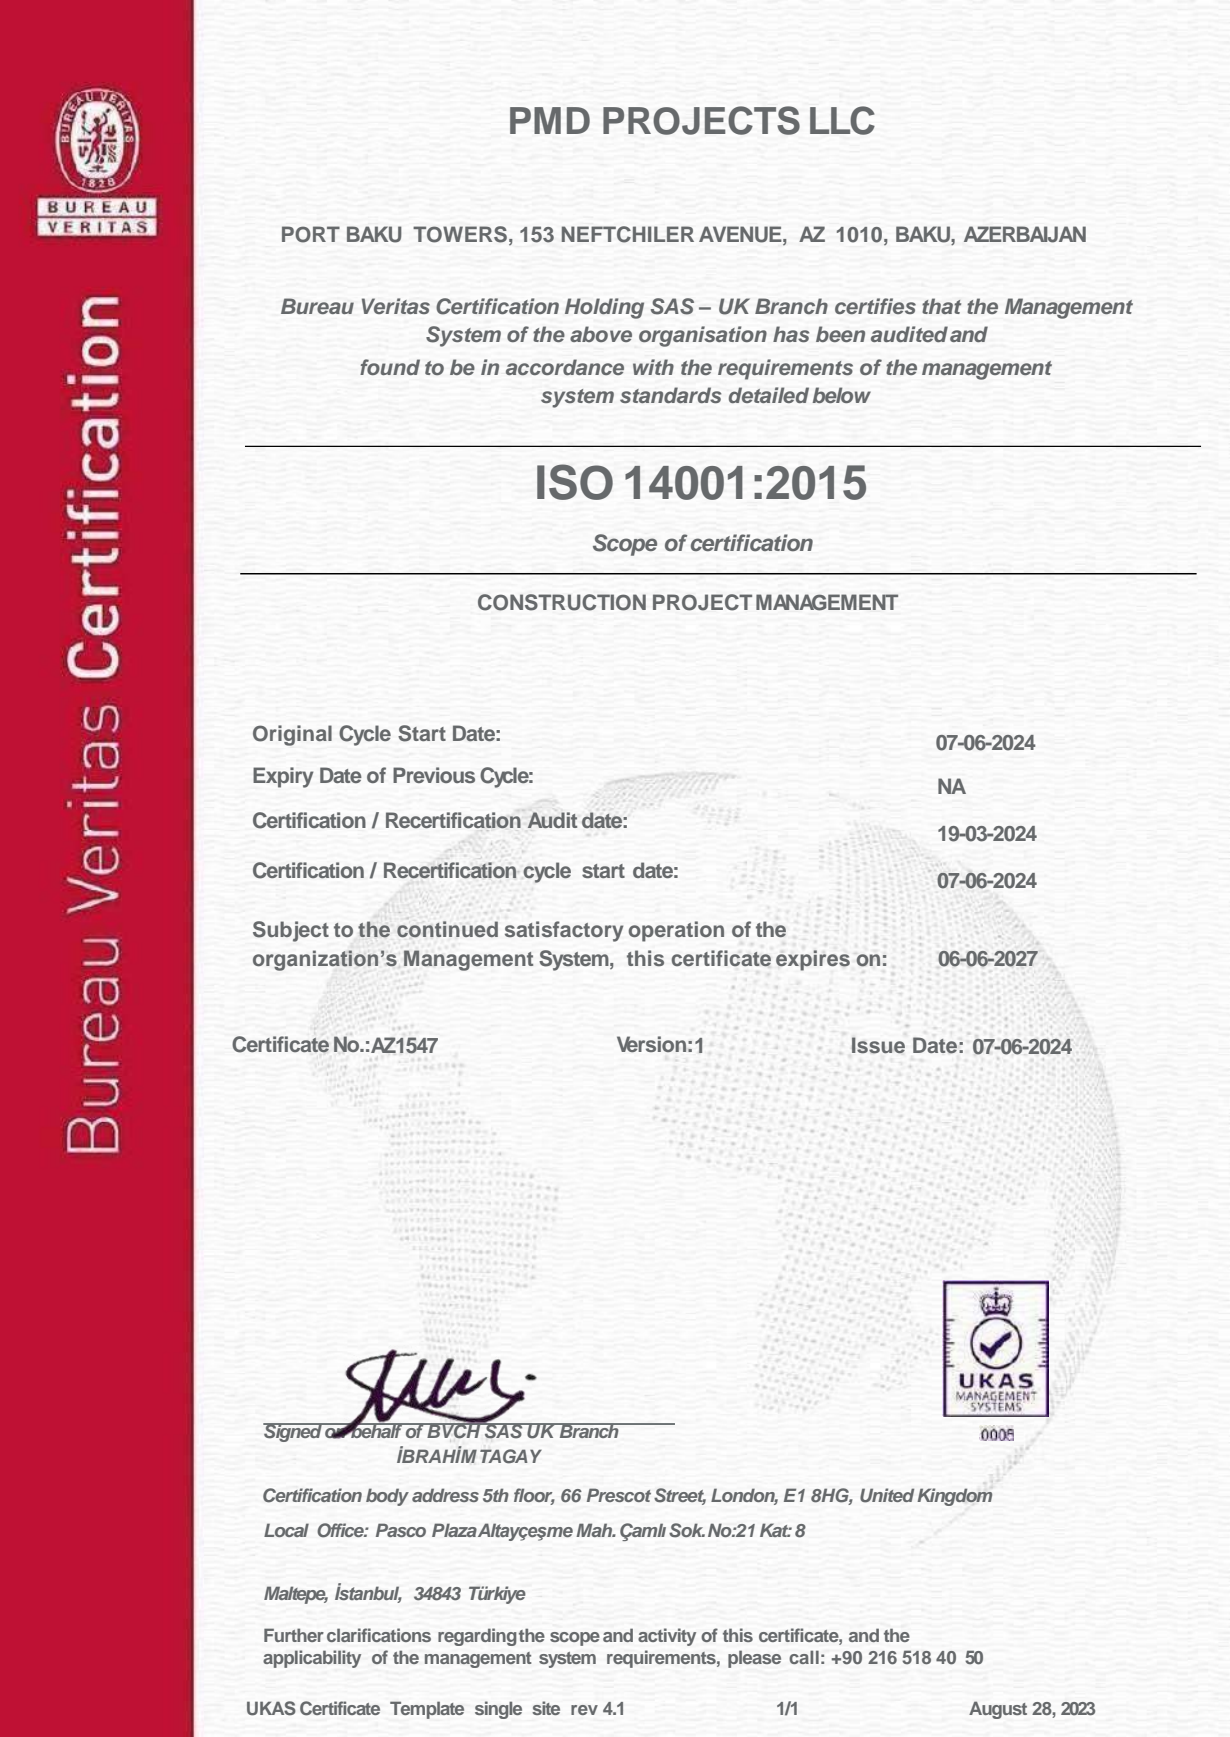 BUREAU VERITAS
1828
BUREAU
VERITAS
Bureau Veritas Certification
PMD PROJECTS LLC
PORT BAKU TOWERS, 153 NEFTCHILER AVENUE, AZ 1010, BAKU, AZERBAIJAN
Bureau Veritas Certification Holding SAS – UK Branch certifies that the Management
System of the above organisation has been audited and
found to be in accordance with the requirements of the management
system standards detailed below
ISO 14001:2015
Scope of certification
CONSTRUCTION PROJECT MANAGEMENT
Original Cycle Start Date: 07-06-2024
Expiry Date of Previous Cycle: NA
Certification / Recertification Audit date: 19-03-2024
Certification / Recertification cycle start date: 07-06-2024
Subject to the continued satisfactory operation of the
organization's Management System, this certificate expires on: 06-06-2027
Certificate No.:AZ1547 Version:1 Issue Date: 07-06-2024
UKAS
MANAGEMENT
SYSTEMS
0008
Signed on behalf of BVCH SAS UK Branch
İBRAHİM TAGAY
Certification body address 5th floor, 66 Prescot Street, London, E1 8HG, United Kingdom
Local Office: Pasco Plaza Altayçeşme Mah. Çamlı Sok. No:21 Kat: 8
Maltepe, İstanbul, 34843 Türkiye
Further clarifications regarding the scope and activity of this certificate, and the
applicability of the management system requirements, please call: +90 216 518 40 50
UKAS Certificate Template single site rev 4.1 1/1 August 28, 2023